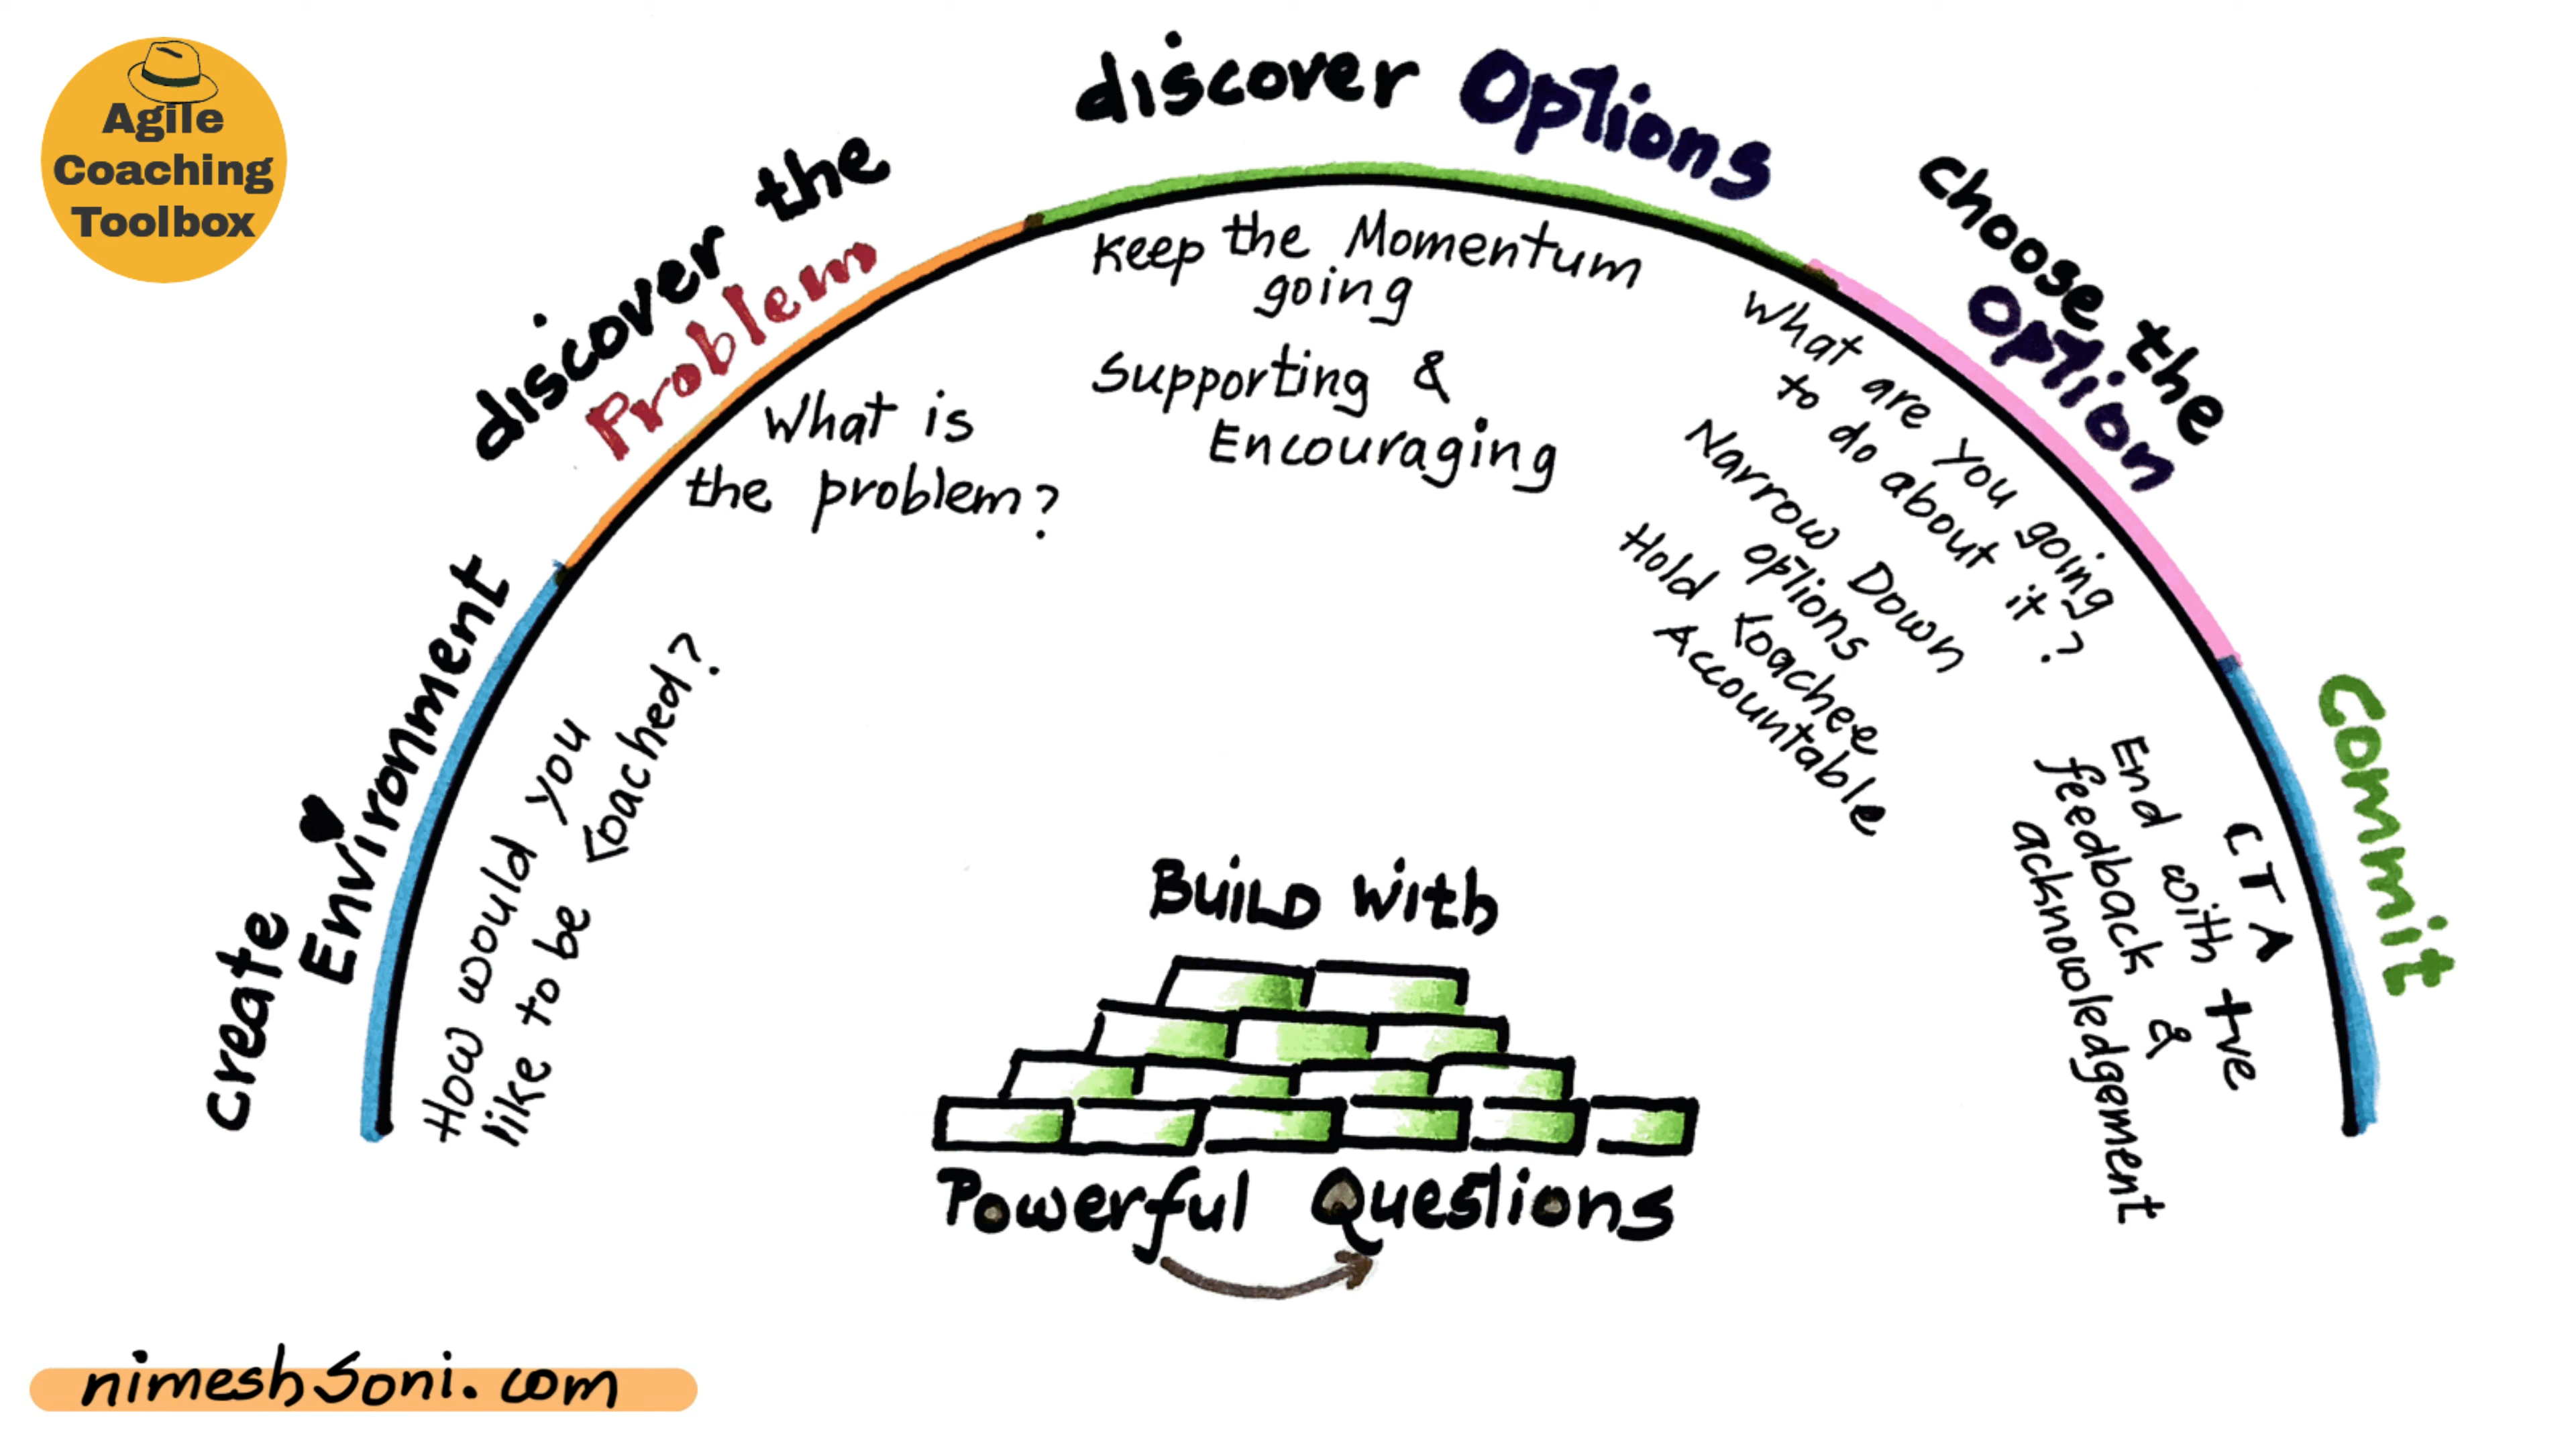 Agile
Coaching
Toolbox
create
Environment
How would you
like to be Coached?
discover the
Problem
What is
the problem?
discover Options
Keep the Momentum
going
Supporting &
Encouraging
choose the
Option
What are you going
to do about it?
Narrow Down
options
Hold Coachee
Accountable
Commit
CTA
End with +ve
feedback &
acknowledgement
BUILD with
Powerful Questions
nimeshSoni.com